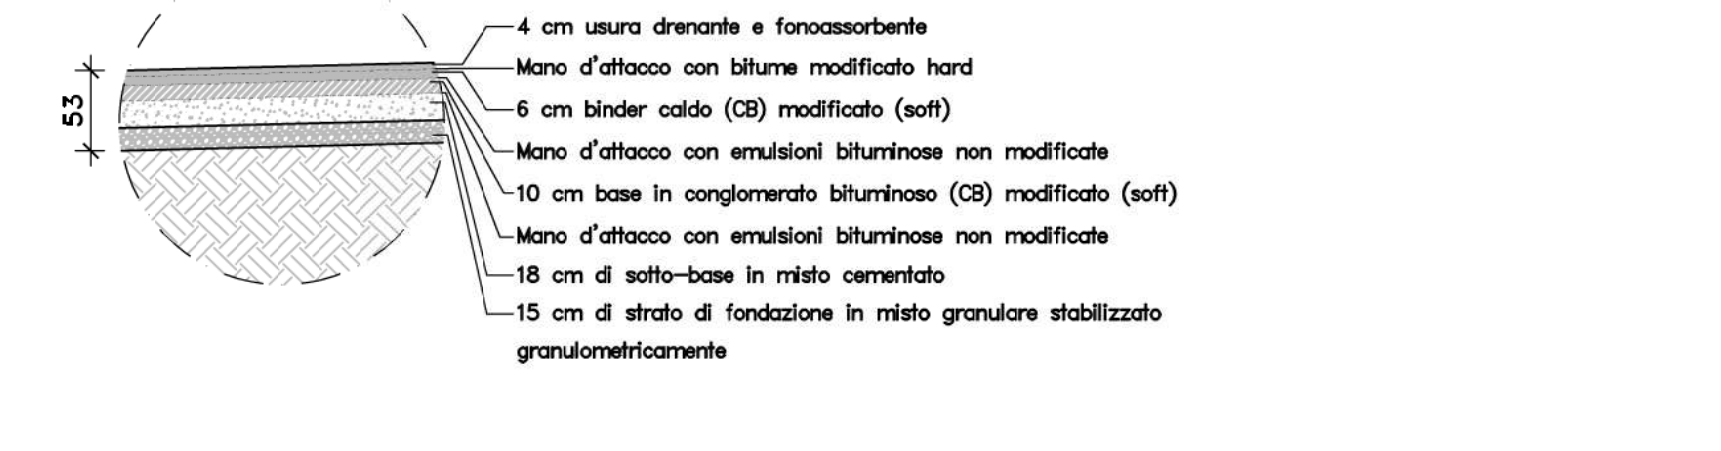 4 cm usura drenante e fonoassorbente
Mano d'attacco con bitume modificato hard
6 cm binder caldo (CB) modificato (soft)
Mano d'attacco con emulsioni bituminose non modificate
10 cm base in conglomerato bituminoso (CB) modificato (soft)
Mano d'attacco con emulsioni bituminose non modificate
18 cm di sotto-base in misto cementato
15 cm di strato di fondazione in misto granulare stabilizzato
granulometricamente
53